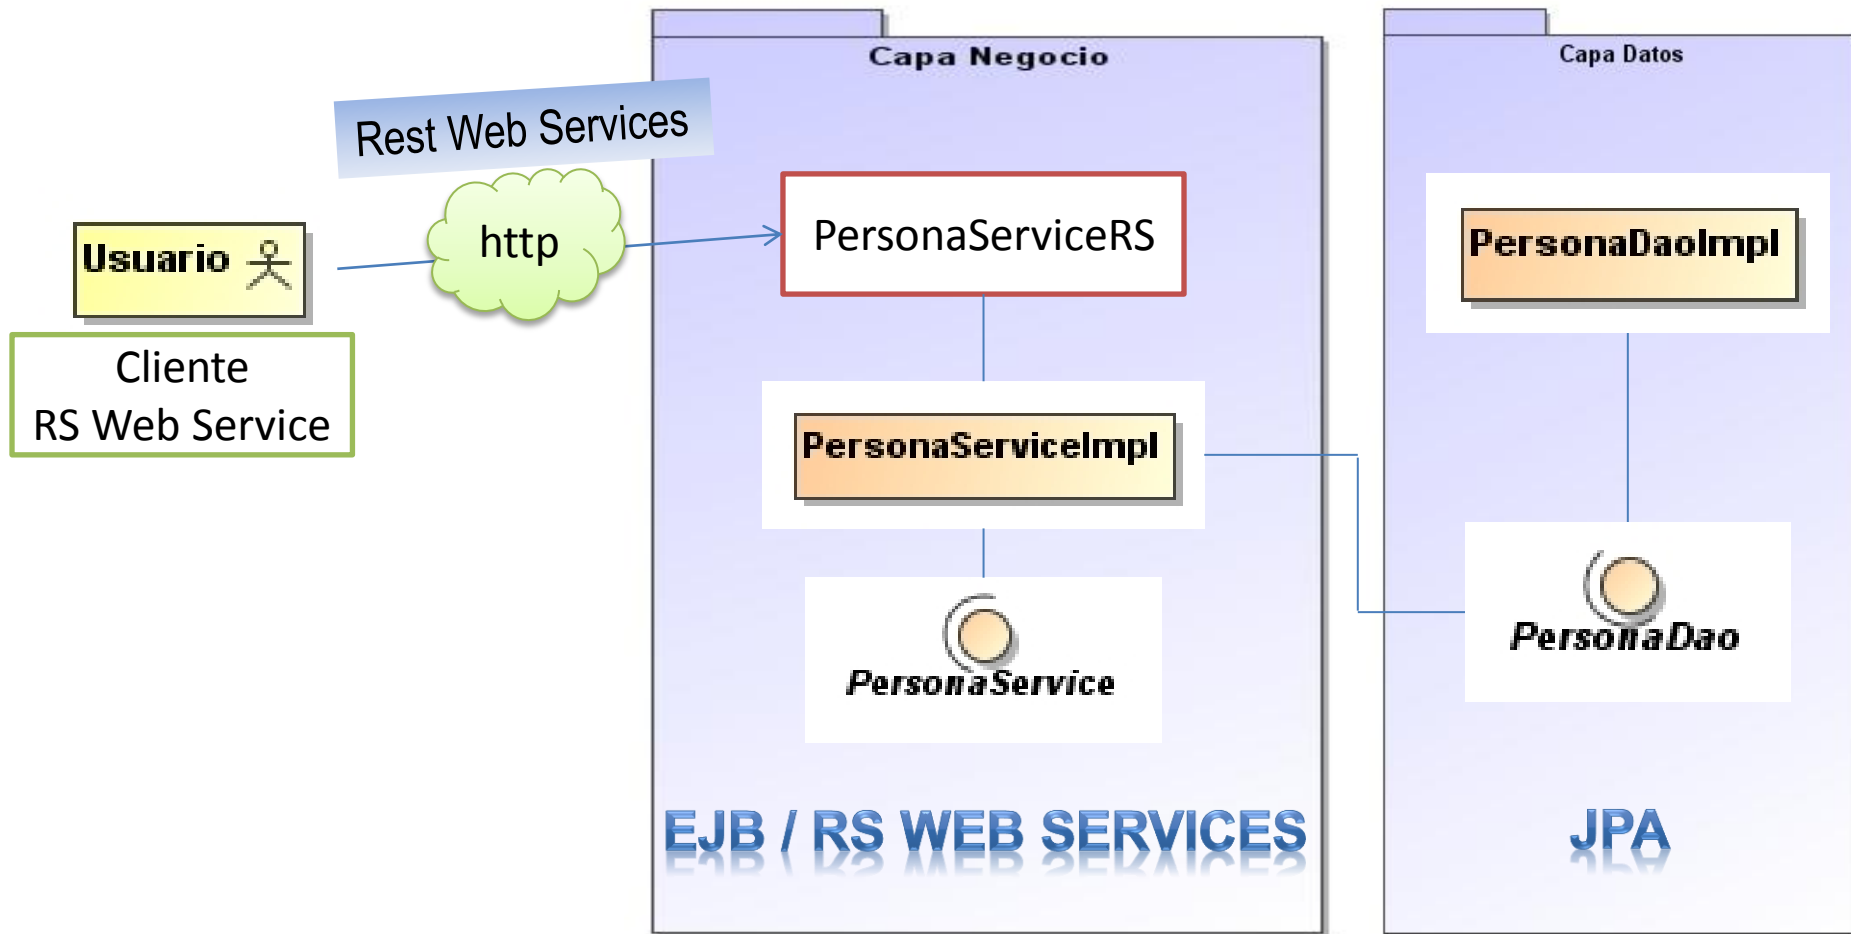 Capa Negocio
Capa Datos
Rest Web Services
Usuario
http
PersonaServiceRS
PersonaDaoImpl
Cliente
RS Web Service
PersonaServiceImpl
PersonaService
PersonaDao
EJB / RS WEB SERVICES
JPA